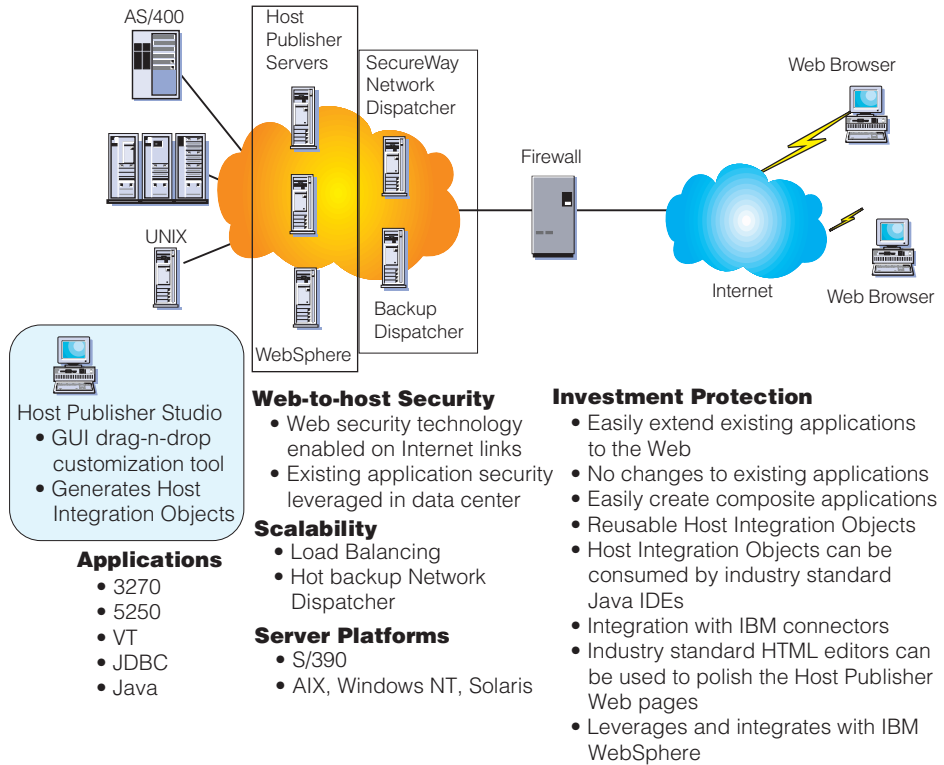 AS/400
Host
Publisher
Servers
SecureWay
Network
Dispatcher
Web Browser
Firewall
UNIX
Internet
Web Browser
Backup
Dispatcher
WebSphere
Host Publisher Studio
• GUI drag-n-drop
customization tool
• Generates Host
Integration Objects
Applications
• 3270
• 5250
• VT
• JDBC
• Java
Web-to-host Security
• Web security technology
enabled on Internet links
• Existing application security
leveraged in data center
Scalability
• Load Balancing
• Hot backup Network
Dispatcher
Server Platforms
• S/390
• AIX, Windows NT, Solaris
Investment Protection
• Easily extend existing applications
to the Web
• No changes to existing applications
• Easily create composite applications
• Reusable Host Integration Objects
• Host Integration Objects can be
consumed by industry standard
Java IDEs
• Integration with IBM connectors
• Industry standard HTML editors can
be used to polish the Host Publisher
Web pages
• Leverages and integrates with IBM
WebSphere